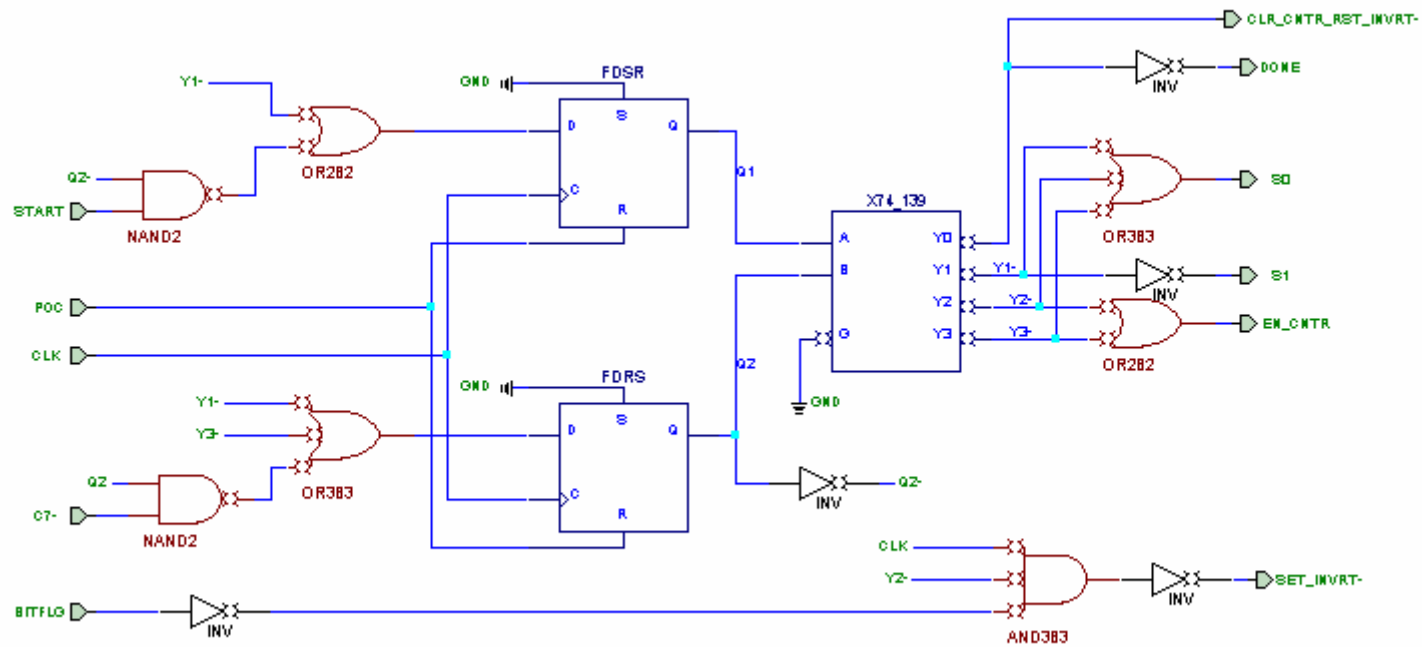 CLR_CNTR_RST_INVRT-
DONE
INV
GND
FDSR
Y1-
S
D
Q
OR2B2
Q1
Q2-
C
START
R
NAND2
X74_139
S0
A
Y0
OR3B3
B
Y1
Y1-
S1
INV
POC
Y2
Y2-
EN_CNTR
G
Y3
Y3-
CLK
Q2
OR2B2
GND
FDRS
GND
Y1-
S
Y3-
D
Q
Q2
OR3B3
Q2-
C
INV
C7-
R
NAND2
CLK
Y2-
SET_INVRT-
INV
BITFLG
INV
AND3B3